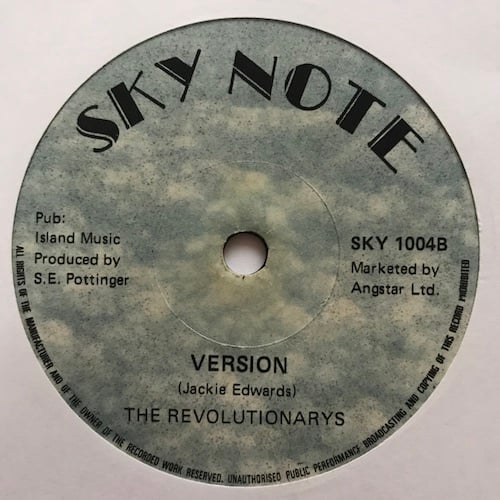 SKY NOTE
Pub:
Island Music
Produced by
S.E. Pottinger
SKY 1004B
Marketed by
Angstar Ltd.
VERSION
(Jackie Edwards)
THE REVOLUTIONARYS
ALL RIGHTS OF THE MANUFACTURER AND OF THE OWNER OF THE RECORDED WORK RESERVED. UNAUTHORISED PUBLIC PERFORMANCE BROADCASTING AND COPYING OF THIS RECORD PROHIBITED